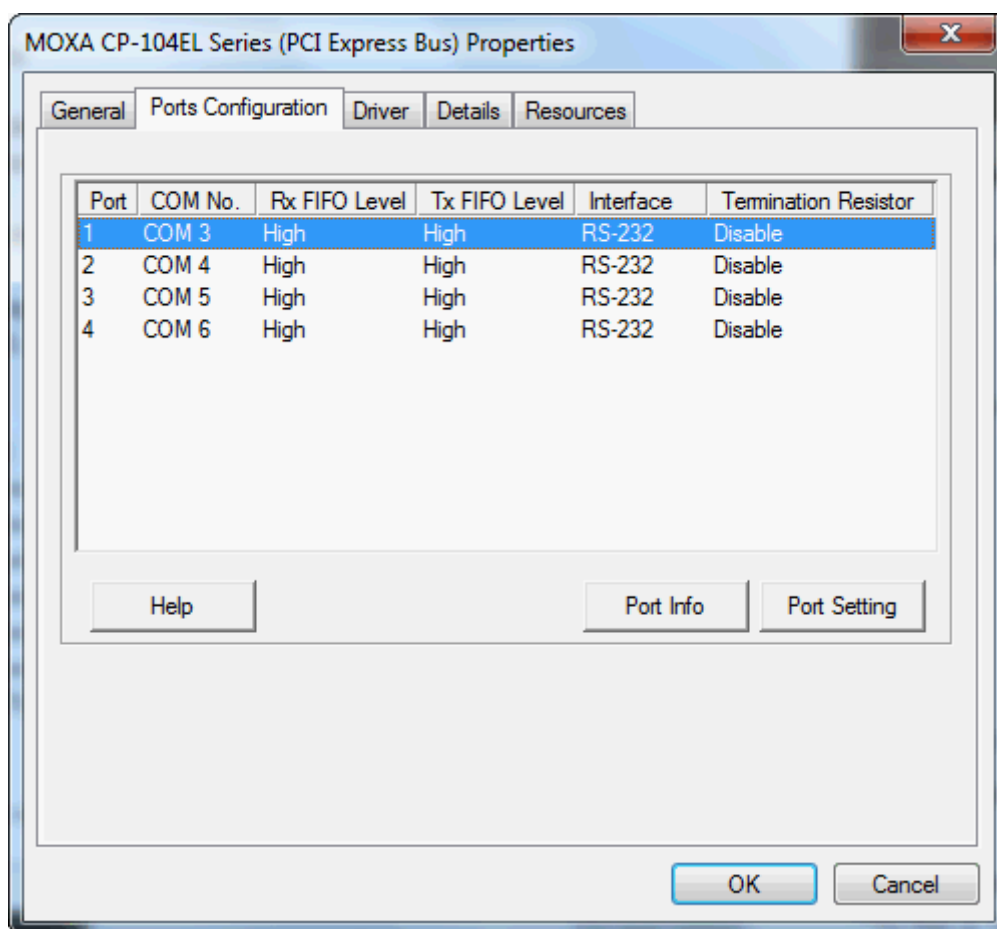 MOXA CP-104EL Series (PCI Express Bus) Properties
x
General Ports Configuration Driver Details Resources
Port COM No. Rx FIFO Level Tx FIFO Level Interface Termination Resistor
1 COM 3 High High RS-232 Disable
2 COM 4 High High RS-232 Disable
3 COM 5 High High RS-232 Disable
4 COM 6 High High RS-232 Disable
Help Port Info Port Setting
OK Cancel